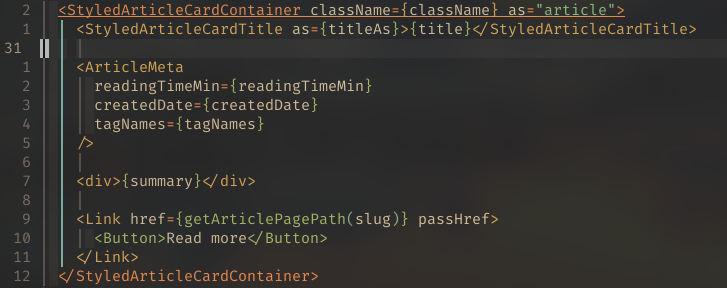 2 <StyledArticleCardContainer className={className} as="article">
1 <StyledArticleCardTitle as={titleAs}>{title}</StyledArticleCardTitle>
31
1 <ArticleMeta
2 readingTimeMin={readingTimeMin}
3 createdDate={createdDate}
4 tagNames={tagNames}
5 />
6
7 <div>{summary}</div>
8
9 <Link href={getArticlePagePath(slug)} passHref>
10 <Button>Read more</Button>
11 </Link>
12 </StyledArticleCardContainer>